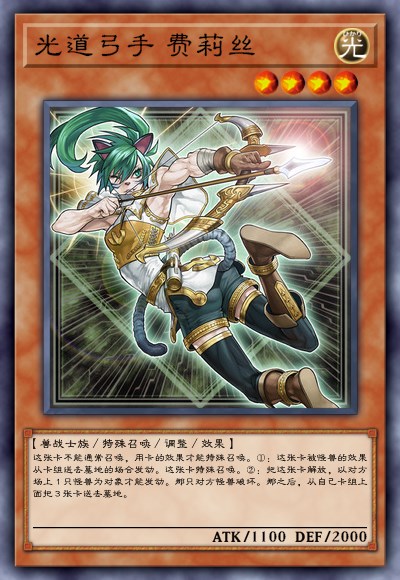 光道弓手 费莉丝
光
【兽战士族／特殊召唤／调整／效果】
这张卡不能通常召唤，用卡的效果才能特殊召唤。①：这张卡被怪兽的效果
从卡组送去墓地的场合发动。这张卡特殊召唤。②：把这张卡解放，以对方
场上1只怪兽为对象才能发动。那只对方怪兽破坏。那之后，从自己卡组上
面把3张卡送去墓地。
ATK/1100 DEF/2000